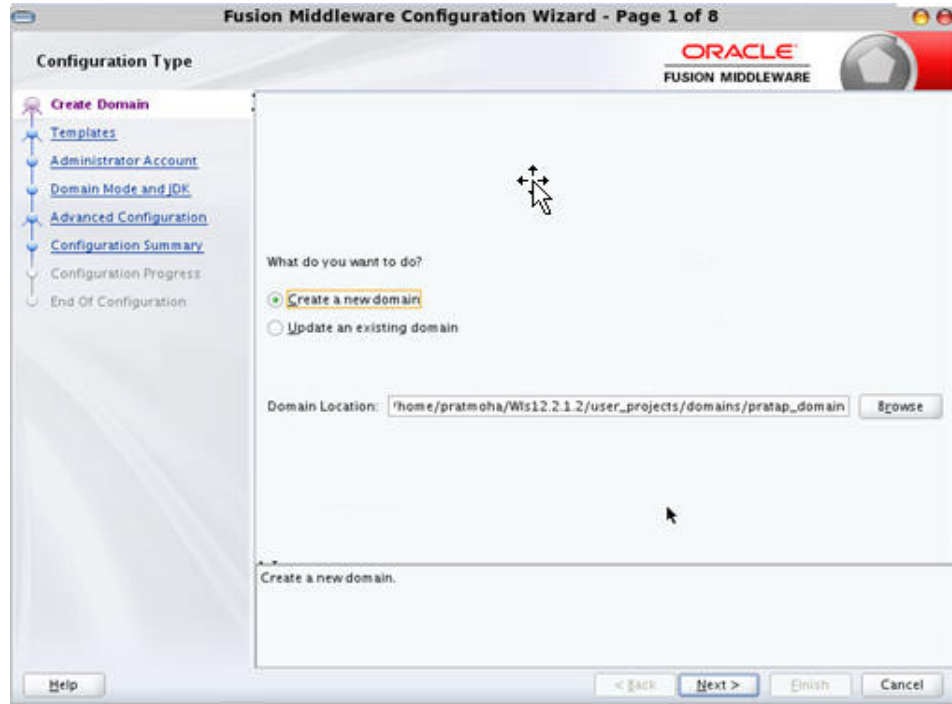 Fusion Middleware Configuration Wizard - Page 1 of 8
Configuration Type
ORACLE
FUSION MIDDLEWARE
Create Domain
Templates
Administrator Account
Domain Mode and JDK
Advanced Configuration
Configuration Summary
Configuration Progress
End Of Configuration
What do you want to do?
Create a new domain
Update an existing domain
Domain Location: /home/pratmoha/Wls12.2.1.2/user_projects/domains/pratap_domain Browse
Create a new domain.
Help < Back Next > Finish Cancel